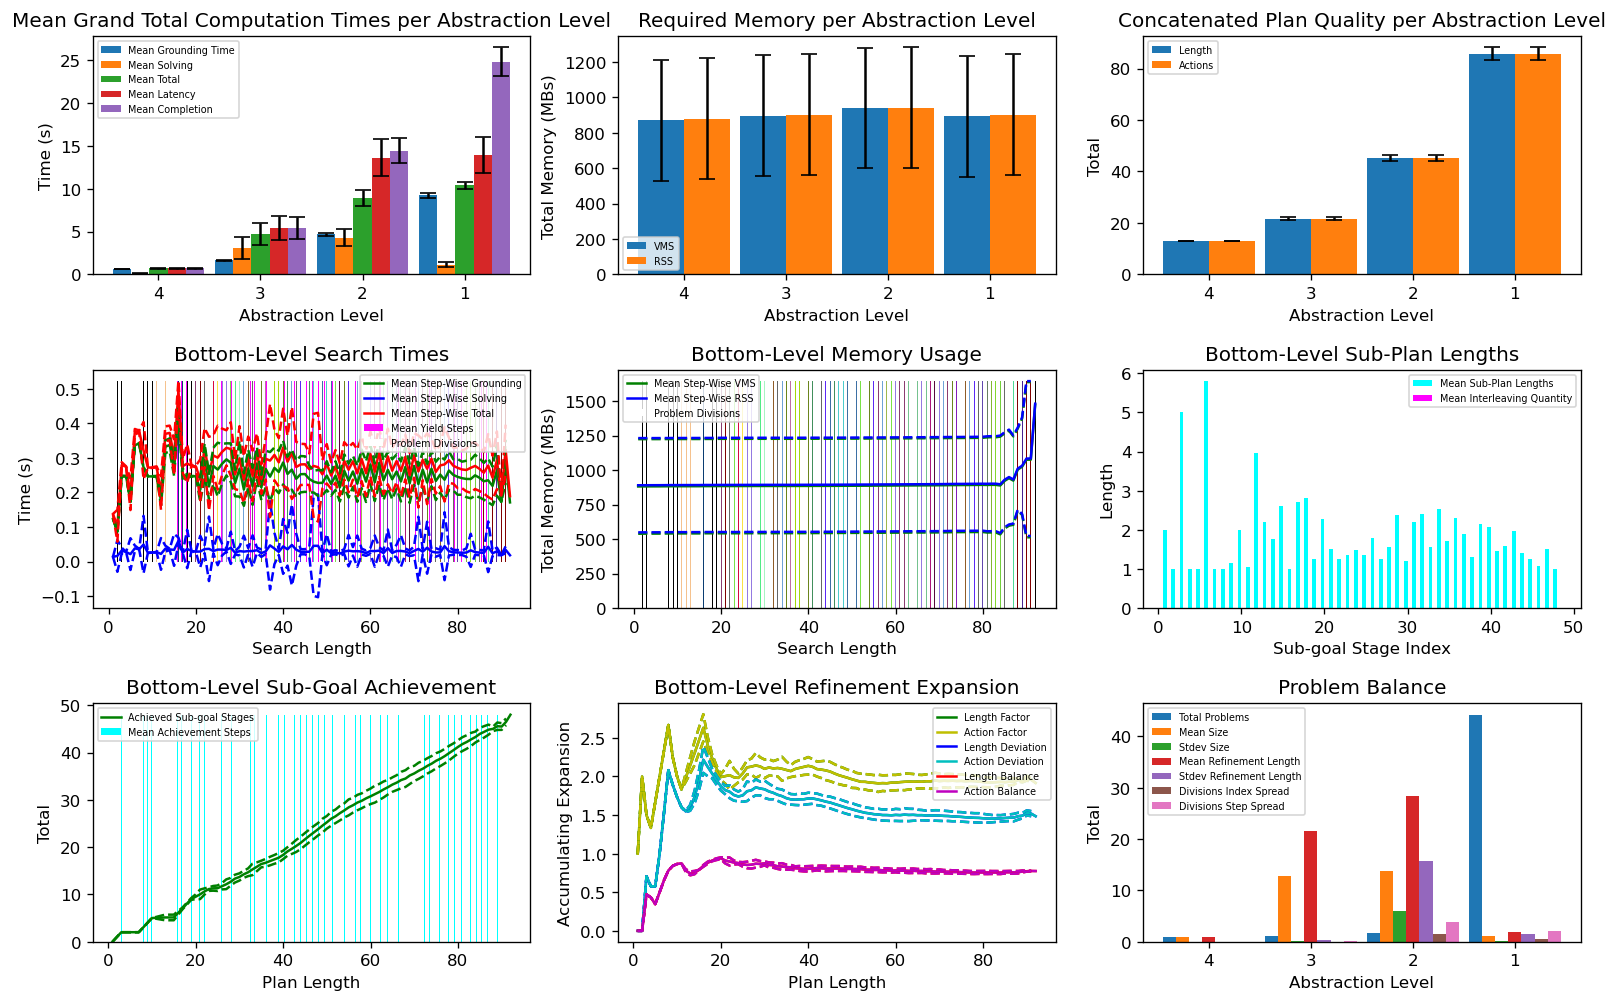 Mean Grand Total Computation Times per Abstraction Level
Time (s)
25
20
15
10
5
0
Mean Grounding Time
Mean Solving
Mean Total
Mean Latency
Mean Completion
4 3 2 1
Abstraction Level
Required Memory per Abstraction Level
Total Memory (MBs)
1200
1000
800
600
400
200
0
VMS
RSS
4 3 2 1
Abstraction Level
Concatenated Plan Quality per Abstraction Level
Total
80
60
40
20
0
Length
Actions
4 3 2 1
Abstraction Level
Bottom-Level Search Times
Time (s)
0.5
0.4
0.3
0.2
0.1
0.0
−0.1
Mean Step-Wise Grounding
Mean Step-Wise Solving
Mean Step-Wise Total
Mean Yield Steps
Problem Divisions
0 20 40 60 80
Search Length
Bottom-Level Memory Usage
Total Memory (MBs)
1500
1250
1000
750
500
250
0
Mean Step-Wise VMS
Mean Step-Wise RSS
Problem Divisions
0 20 40 60 80
Search Length
Bottom-Level Sub-Plan Lengths
Length
6
5
4
3
2
1
0
Mean Sub-Plan Lengths
Mean Interleaving Quantity
0 10 20 30 40 50
Sub-goal Stage Index
Bottom-Level Sub-Goal Achievement
Total
50
40
30
20
10
0
Achieved Sub-goal Stages
Mean Achievement Steps
0 20 40 60 80
Plan Length
Bottom-Level Refinement Expansion
Accumulating Expansion
2.5
2.0
1.5
1.0
0.5
0.0
Length Factor
Action Factor
Length Deviation
Action Deviation
Length Balance
Action Balance
0 20 40 60 80
Plan Length
Problem Balance
Total
40
30
20
10
0
Total Problems
Mean Size
Stdev Size
Mean Refinement Length
Stdev Refinement Length
Divisions Index Spread
Divisions Step Spread
4 3 2 1
Abstraction Level